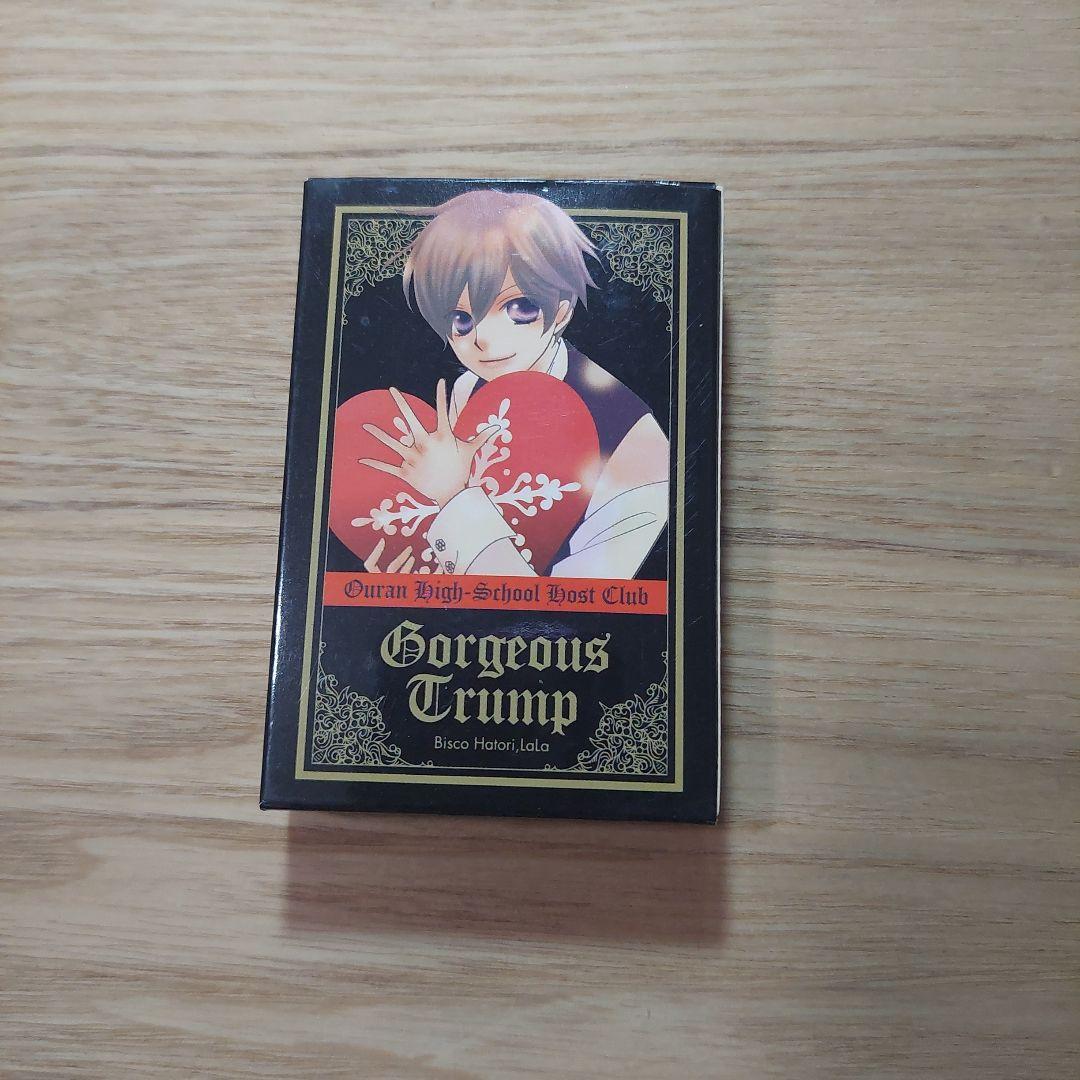 Ouran High-School Host Club
Gorgeous
Trump
Bisco Hatori,LaLa